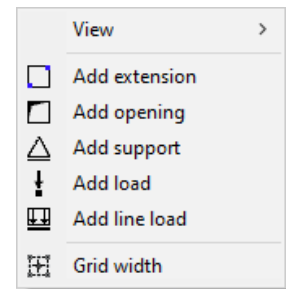 View
Add extension
Add opening
Add support
Add load
Add line load
Grid width